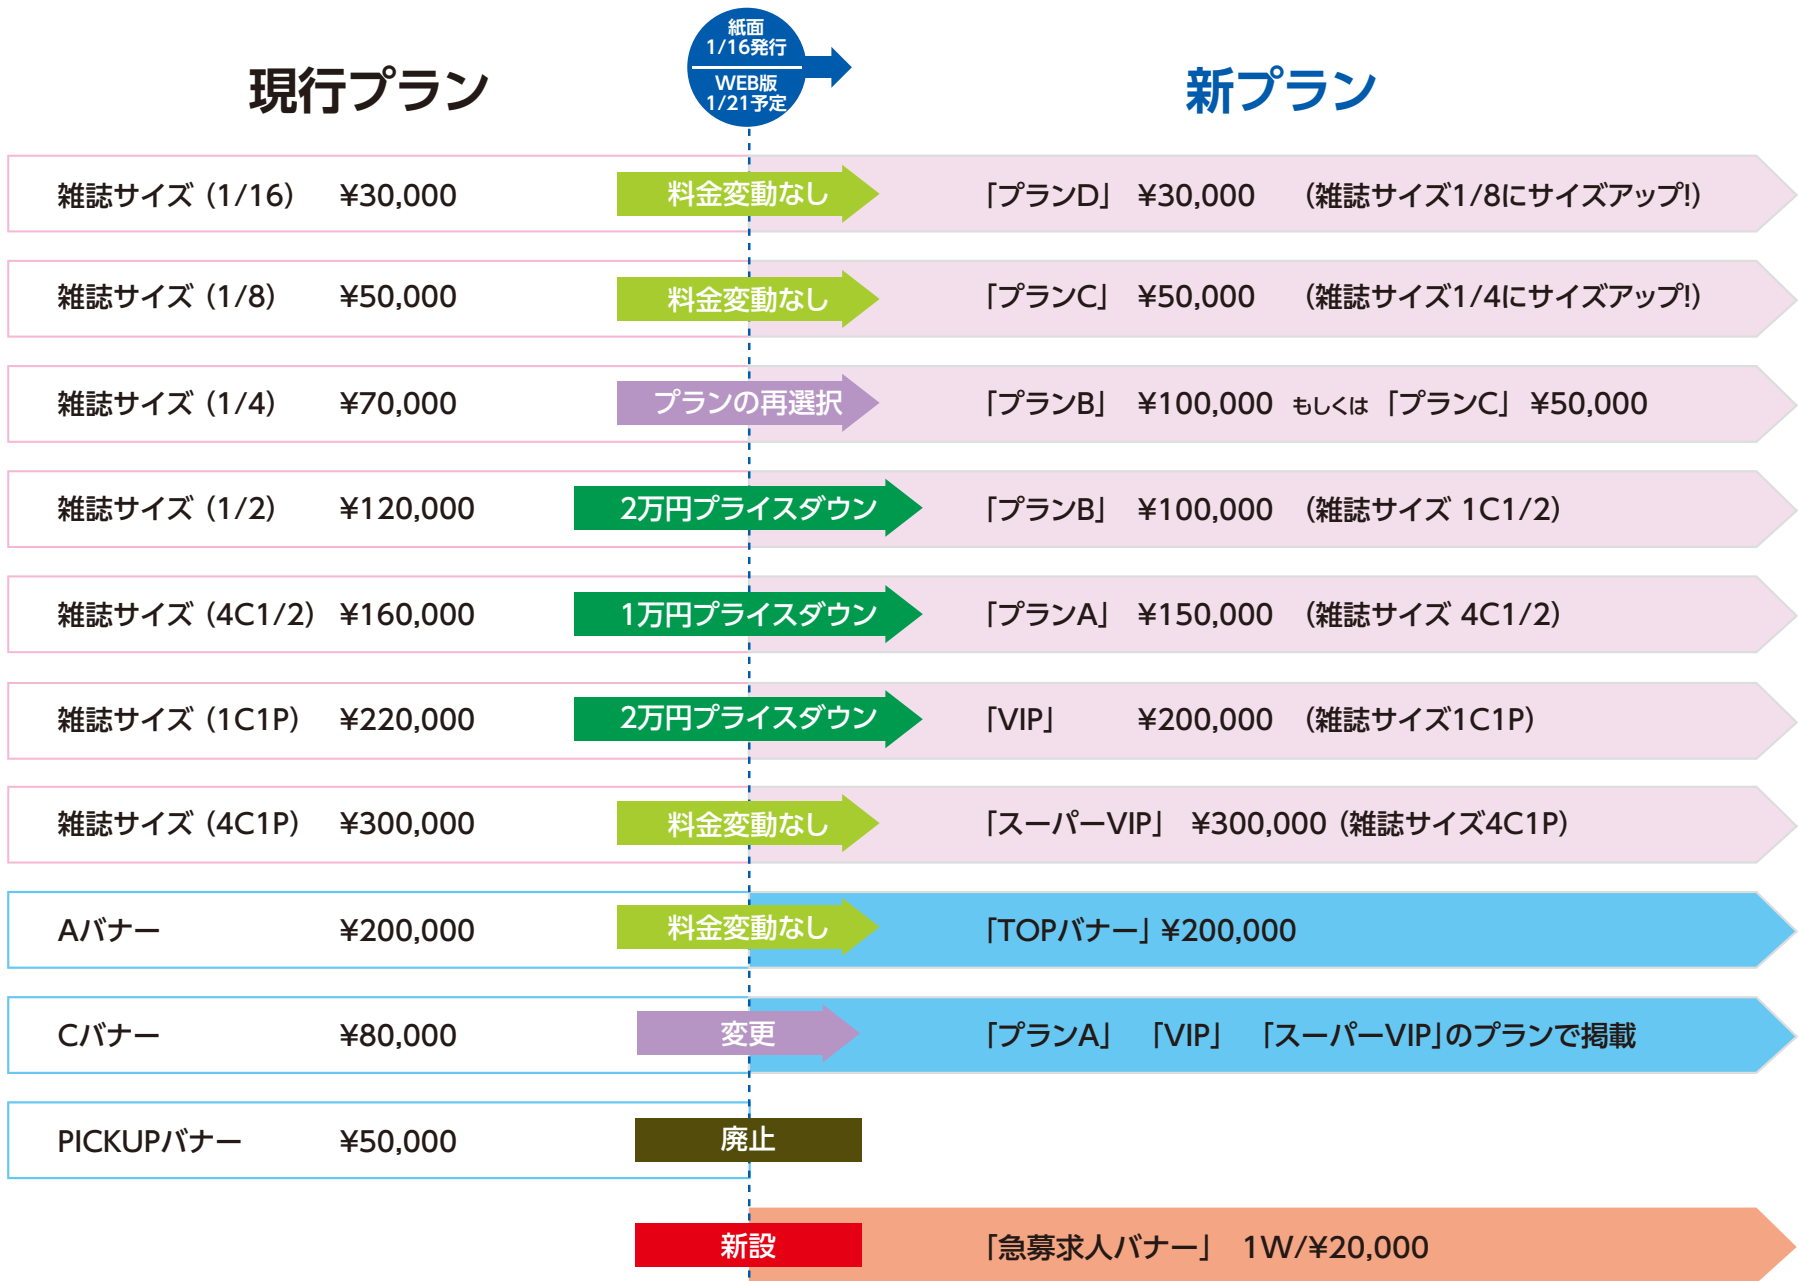 紙面
1/16発行
WEB版
1/21予定
現行プラン
新プラン
雑誌サイズ（1/16） ¥30,000 料金変動なし 「プランD」 ¥30,000 （雑誌サイズ1/8にサイズアップ!）
雑誌サイズ（1/8） ¥50,000 料金変動なし 「プランC」 ¥50,000 （雑誌サイズ1/4にサイズアップ!）
雑誌サイズ（1/4） ¥70,000 プランの再選択 「プランB」 ¥100,000 もしくは 「プランC」 ¥50,000
雑誌サイズ（1/2） ¥120,000 2万円プライスダウン 「プランB」 ¥100,000 （雑誌サイズ 1C1/2）
雑誌サイズ（4C1/2） ¥160,000 1万円プライスダウン 「プランA」 ¥150,000 （雑誌サイズ 4C1/2）
雑誌サイズ（1C1P） ¥220,000 2万円プライスダウン 「VIP」 ¥200,000 （雑誌サイズ1C1P）
雑誌サイズ（4C1P） ¥300,000 料金変動なし 「スーパーVIP」 ¥300,000（雑誌サイズ4C1P）
Aバナー ¥200,000 料金変動なし 「TOPバナー」¥200,000
Cバナー ¥80,000 変更 「プランA」 「VIP」 「スーパーVIP」のプランで掲載
PICKUPバナー ¥50,000 廃止
新設 「急募求人バナー」 1W/¥20,000